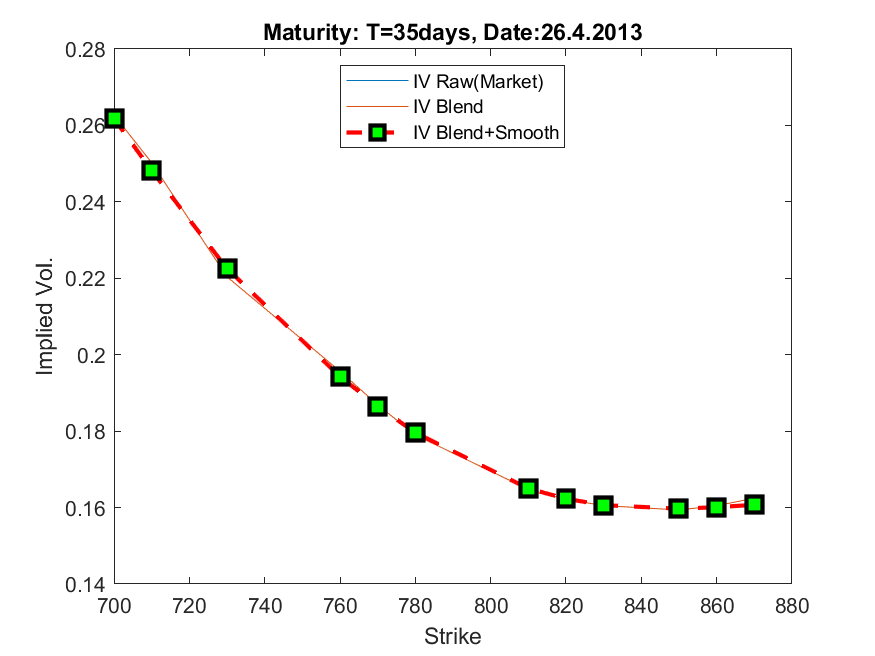 Maturity: T=35days, Date:26.4.2013
0.28
0.26
0.24
0.22
0.2
0.18
0.16
0.14
Implied Vol.
IV Raw(Market)
IV Blend
IV Blend+Smooth
700 720 740 760 780 800 820 840 860 880
Strike